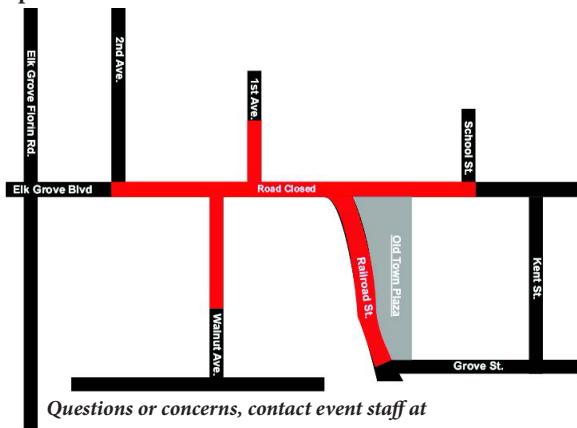 Elk Grove Florin Rd.
2nd Ave.
1st Ave.
School St.
Elk Grove Blvd
Road Closed
Old Town Plaza
Railroad St.
Kent St.
Walnut Ave.
Grove St.
Questions or concerns, contact event staff at